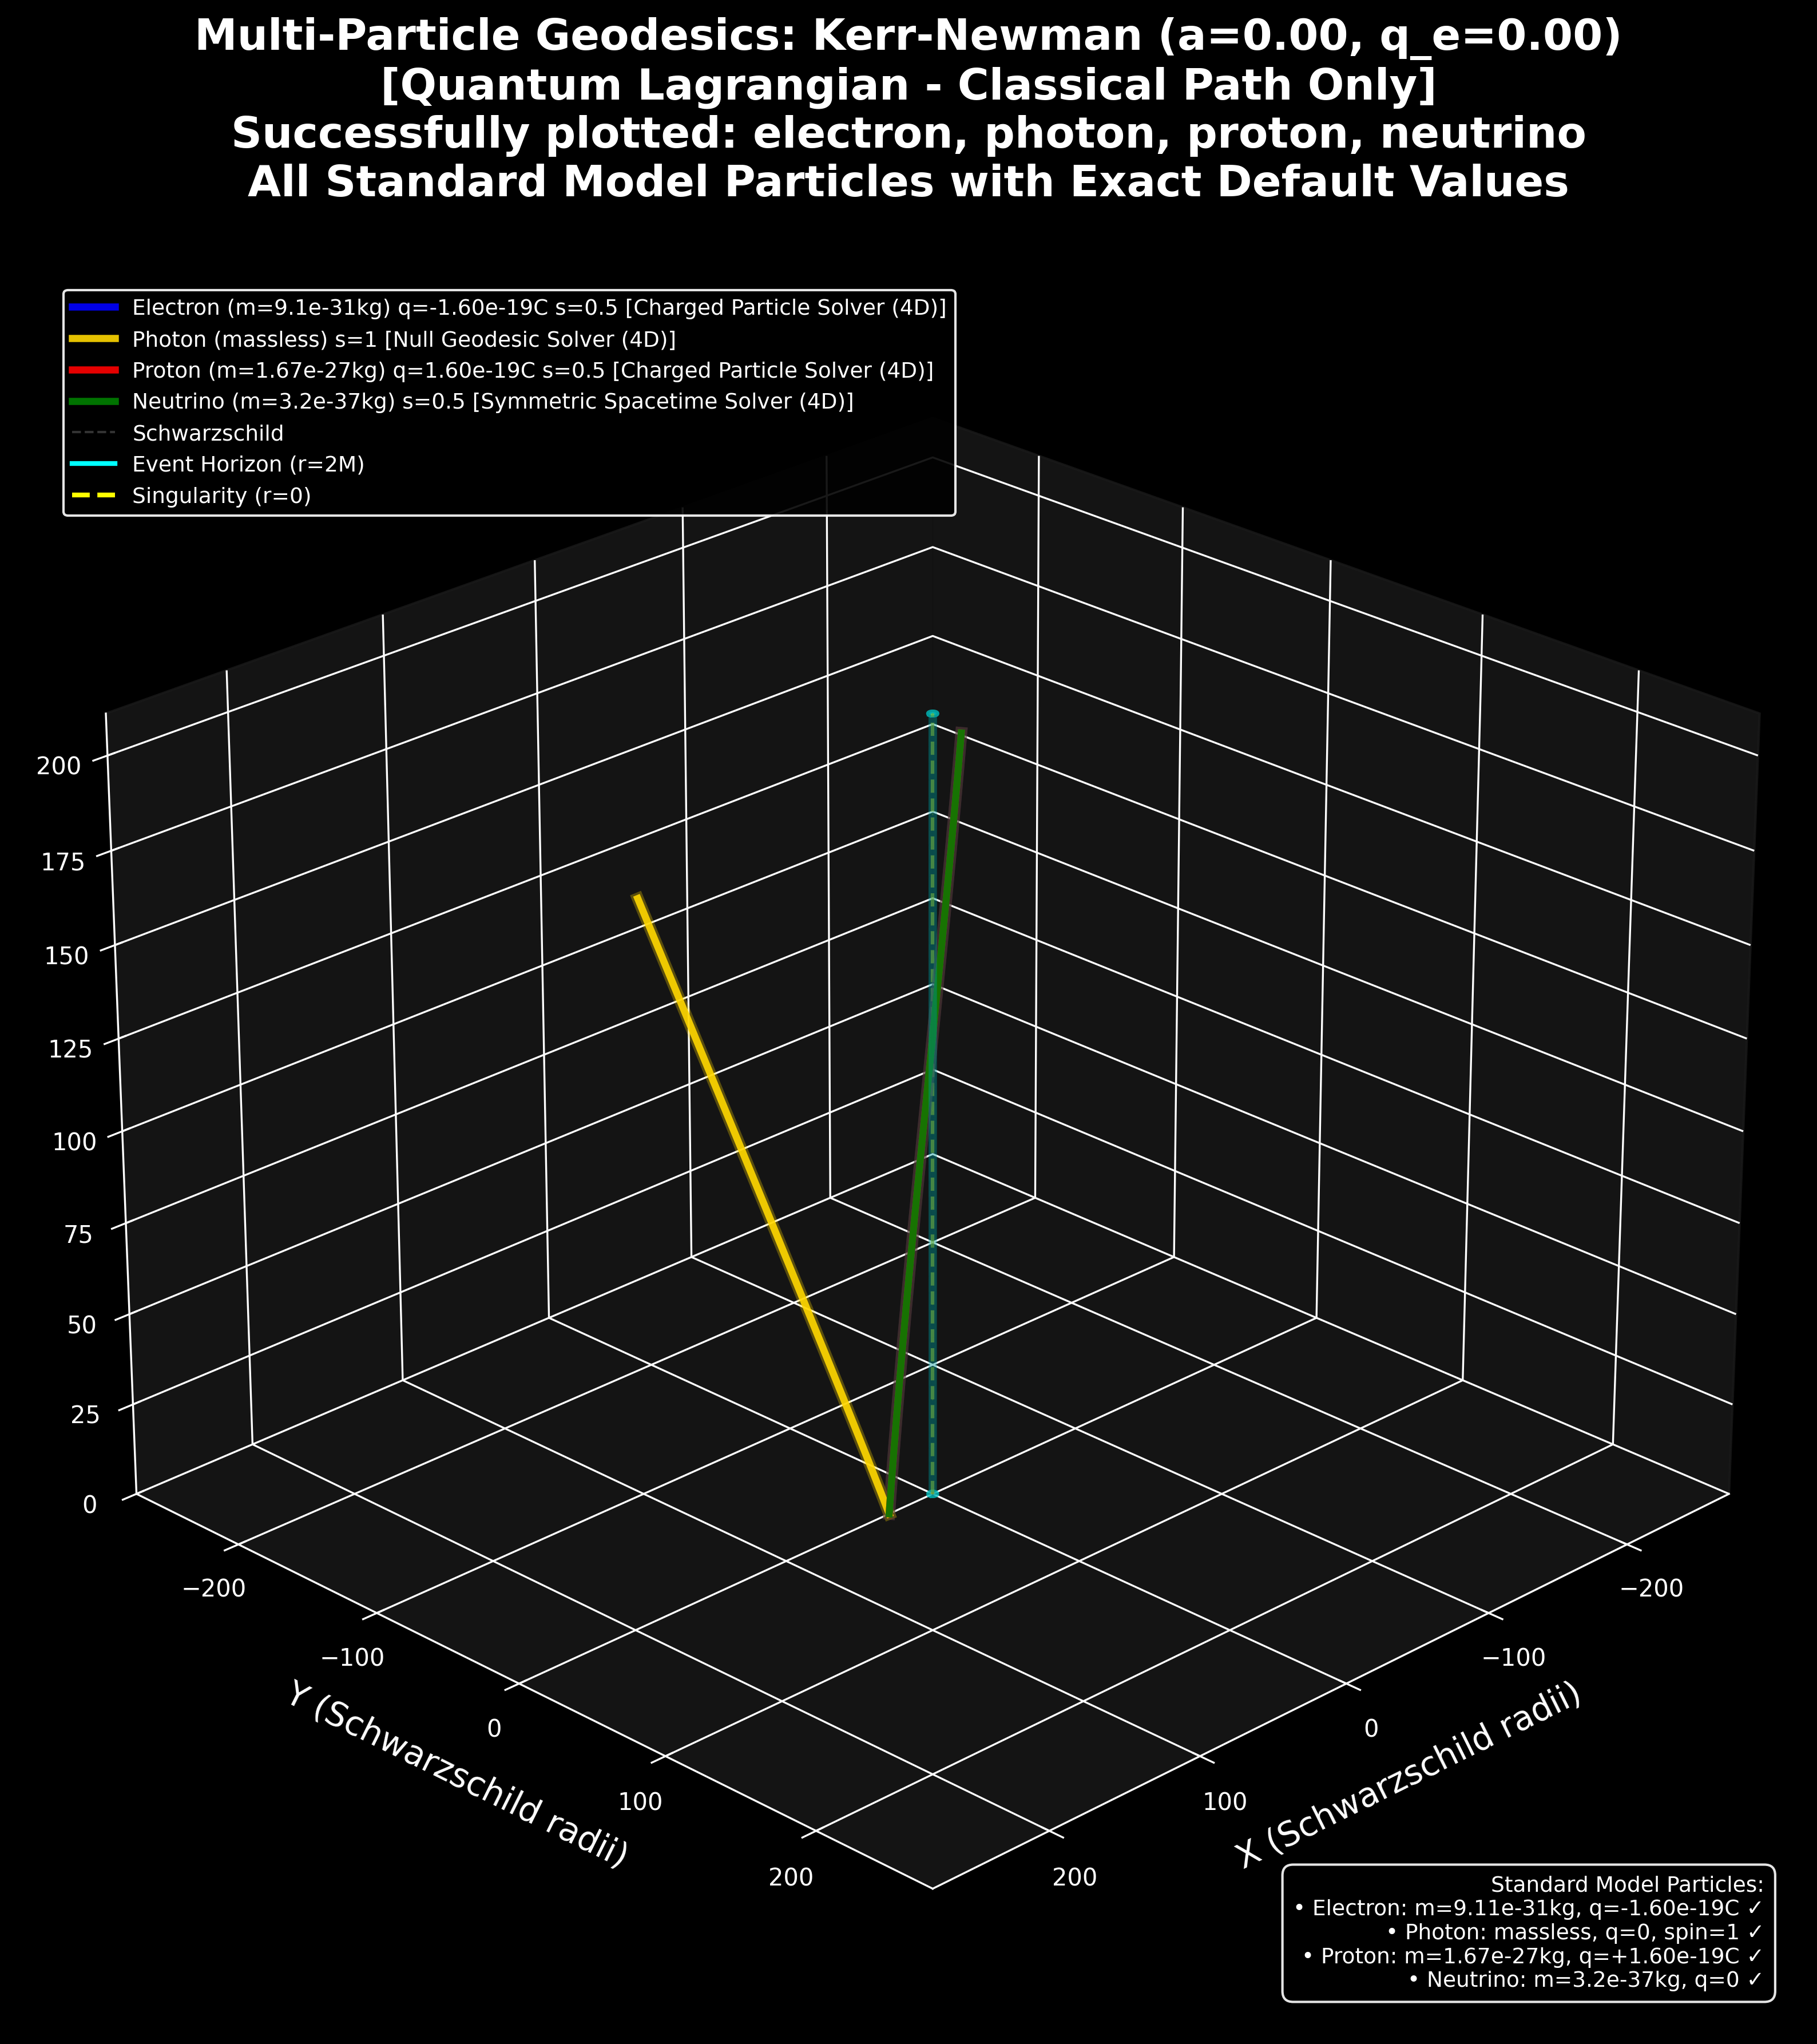 Multi-Particle Geodesics: Kerr-Newman (a=0.00, q_e=0.00)
[Quantum Lagrangian - Classical Path Only]
Successfully plotted: electron, photon, proton, neutrino
All Standard Model Particles with Exact Default Values
Electron (m=9.1e-31kg) q=-1.60e-19C s=0.5 [Charged Particle Solver (4D)]
Photon (massless) s=1 [Null Geodesic Solver (4D)]
Proton (m=1.67e-27kg) q=1.60e-19C s=0.5 [Charged Particle Solver (4D)]
Neutrino (m=3.2e-37kg) s=0.5 [Symmetric Spacetime Solver (4D)]
Schwarzschild
Event Horizon (r=2M)
Singularity (r=0)
200
175
150
125
100
75
50
25
0
−200
−100
0
100
200
Y (Schwarzschild radii)
−200
−100
0
100
200
X (Schwarzschild radii)
Standard Model Particles:
• Electron: m=9.11e-31kg, q=-1.60e-19C ✓
• Photon: massless, q=0, spin=1 ✓
• Proton: m=1.67e-27kg, q=+1.60e-19C ✓
• Neutrino: m=3.2e-37kg, q=0 ✓